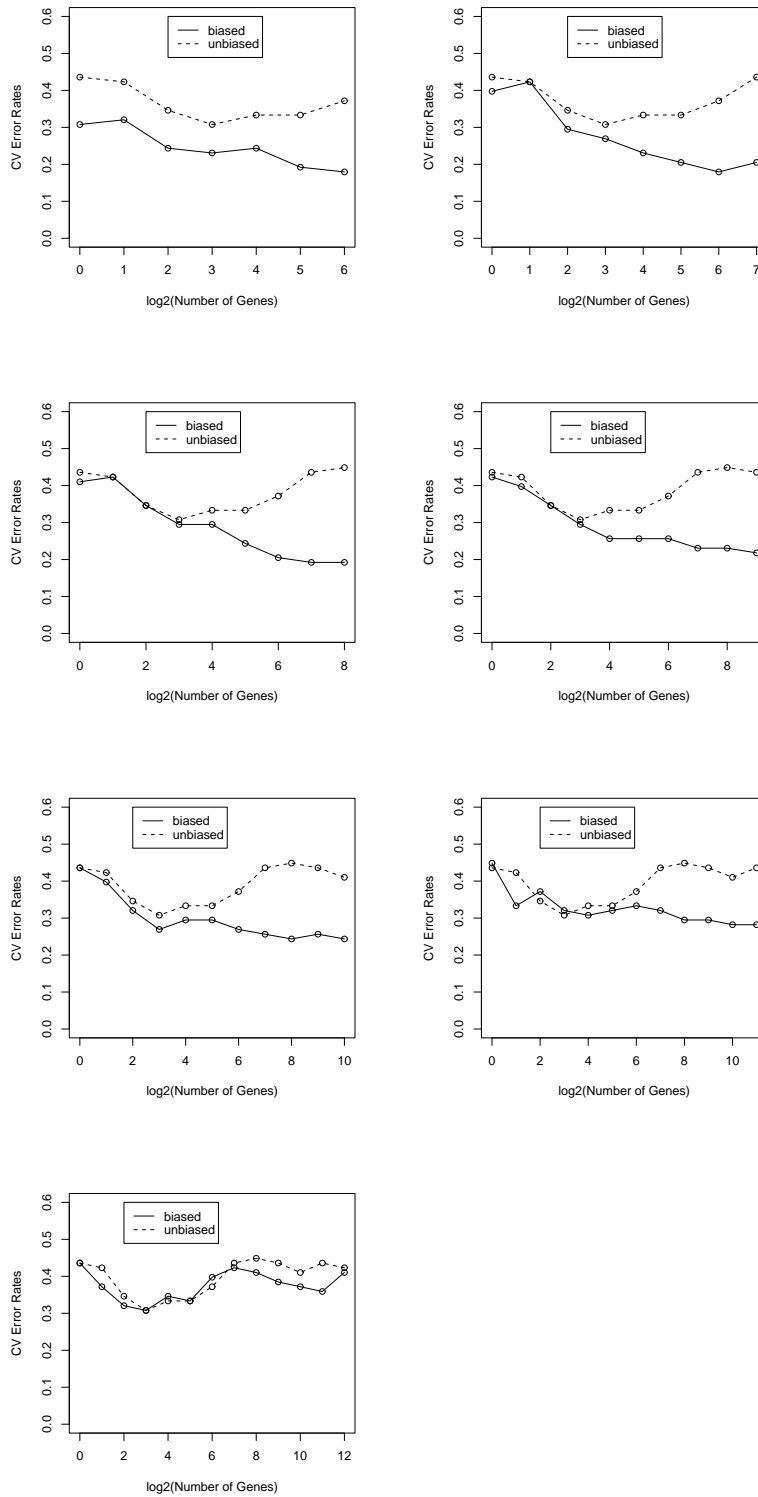 biased
unbiased
CV Error Rates
0.0 0.1 0.2 0.3 0.4 0.5 0.6
0 1 2 3 4 5 6
log2(Number of Genes)
biased
unbiased
CV Error Rates
0.0 0.1 0.2 0.3 0.4 0.5 0.6
0 1 2 3 4 5 6 7
log2(Number of Genes)
biased
unbiased
CV Error Rates
0.0 0.1 0.2 0.3 0.4 0.5 0.6
0 2 4 6 8
log2(Number of Genes)
biased
unbiased
CV Error Rates
0.0 0.1 0.2 0.3 0.4 0.5 0.6
0 2 4 6 8
log2(Number of Genes)
biased
unbiased
CV Error Rates
0.0 0.1 0.2 0.3 0.4 0.5 0.6
0 2 4 6 8 10
log2(Number of Genes)
biased
unbiased
CV Error Rates
0.0 0.1 0.2 0.3 0.4 0.5 0.6
0 2 4 6 8 10
log2(Number of Genes)
biased
unbiased
CV Error Rates
0.0 0.1 0.2 0.3 0.4 0.5 0.6
0 2 4 6 8 10 12
log2(Number of Genes)